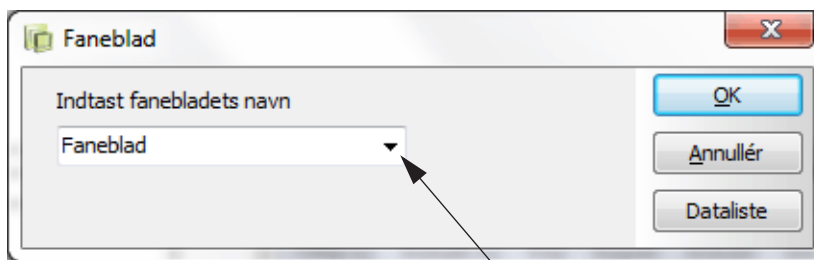 Faneblad
Indtast fanebladets navn
Faneblad
OK
Annullér
Dataliste